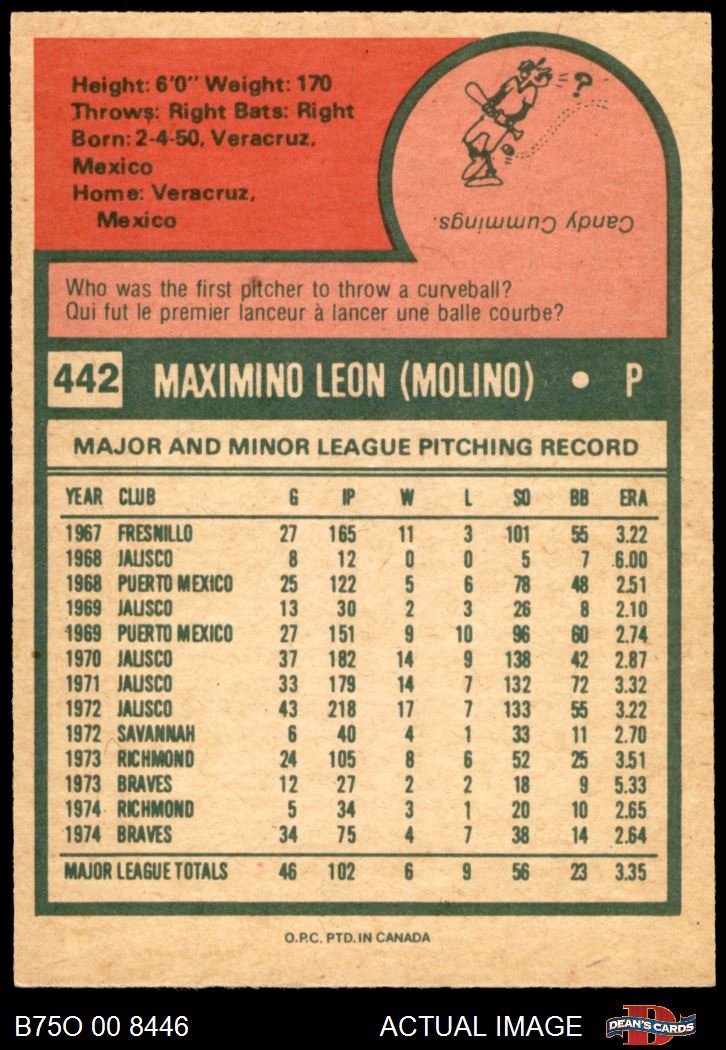 Height: 6'0" Weight: 170
Throws: Right Bats: Right
Born: 2-4-50, Veracruz,
Mexico
Home: Veracruz,
Mexico
?
Candy Cummings.
Who was the first pitcher to throw a curveball?
Qui fut le premier lanceur à lancer une balle courbe?
442 MAXIMINO LEON (MOLINO) • P
MAJOR AND MINOR LEAGUE PITCHING RECORD
YEAR CLUB G IP W L SO BB ERA
1967 FRESNILLO 27 165 11 3 101 55 3.22
1968 JALISCO 8 12 0 0 5 7 6.00
1968 PUERTO MEXICO 25 122 5 6 78 48 2.51
1969 JALISCO 13 30 2 3 26 8 2.10
1969 PUERTO MEXICO 27 151 9 10 96 60 2.74
1970 JALISCO 37 182 14 9 138 42 2.87
1971 JALISCO 33 179 14 7 132 72 3.32
1972 JALISCO 43 218 17 7 133 55 3.22
1972 SAVANNAH 6 40 4 1 33 11 2.70
1973 RICHMOND 24 105 8 6 52 25 3.51
1973 BRAVES 12 27 2 2 18 9 5.33
1974 RICHMOND 5 34 3 1 20 10 2.65
1974 BRAVES 34 75 4 7 38 14 2.64
MAJOR LEAGUE TOTALS 46 102 6 9 56 23 3.35
O.P.C. PTD. IN CANADA
B75O 00 8446 ACTUAL IMAGE
D
DEAN'S CARDS